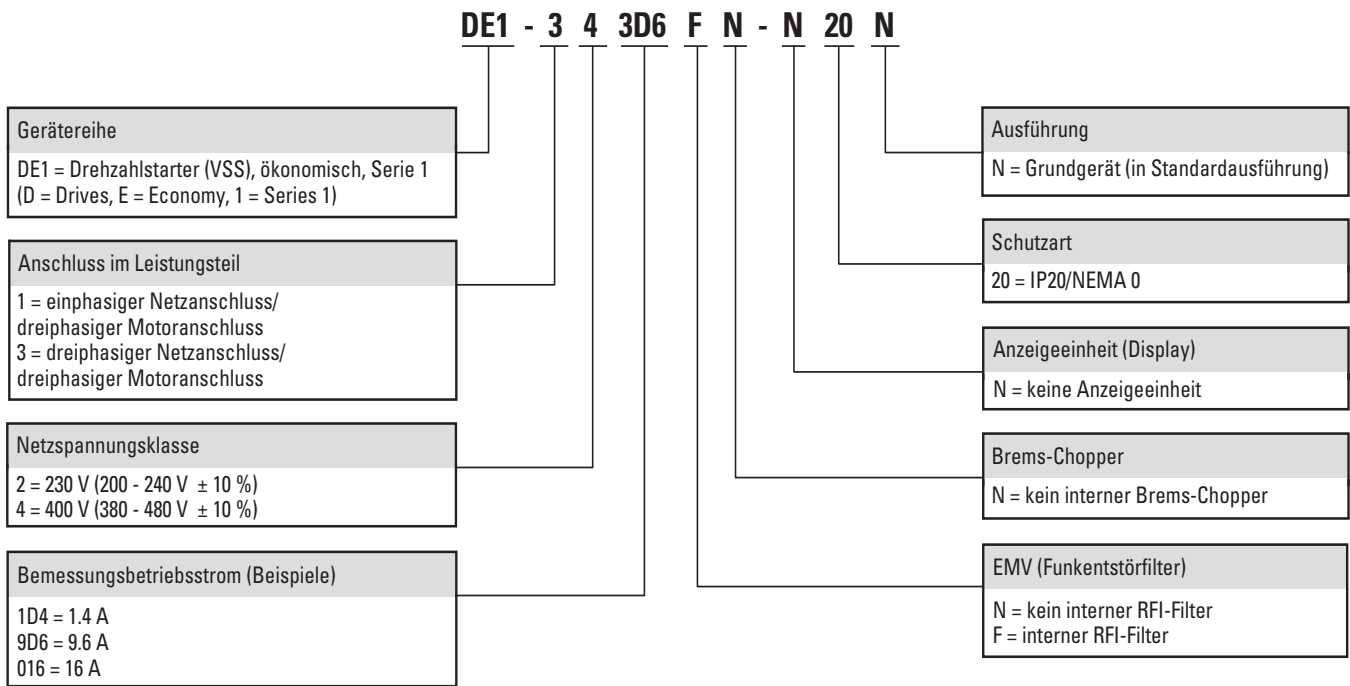 DE1 - 3 4 3D6 F N - N 20 N
Gerätereihe
DE1 = Drehzahlstarter (VSS), ökonomisch, Serie 1
(D = Drives, E = Economy, 1 = Series 1)
Anschluss im Leistungsteil
1 = einphasiger Netzanschluss/
dreiphasiger Motoranschluss
3 = dreiphasiger Netzanschluss/
dreiphasiger Motoranschluss
Netzspannungsklasse
2 = 230 V (200 - 240 V ± 10 %)
4 = 400 V (380 - 480 V ± 10 %)
Bemessungsbetriebsstrom (Beispiele)
1D4 = 1.4 A
9D6 = 9.6 A
016 = 16 A
Ausführung
N = Grundgerät (in Standardausführung)
Schutzart
20 = IP20/NEMA 0
Anzeigeeinheit (Display)
N = keine Anzeigeeinheit
Brems-Chopper
N = kein interner Brems-Chopper
EMV (Funkentstörfilter)
N = kein interner RFI-Filter
F = interner RFI-Filter